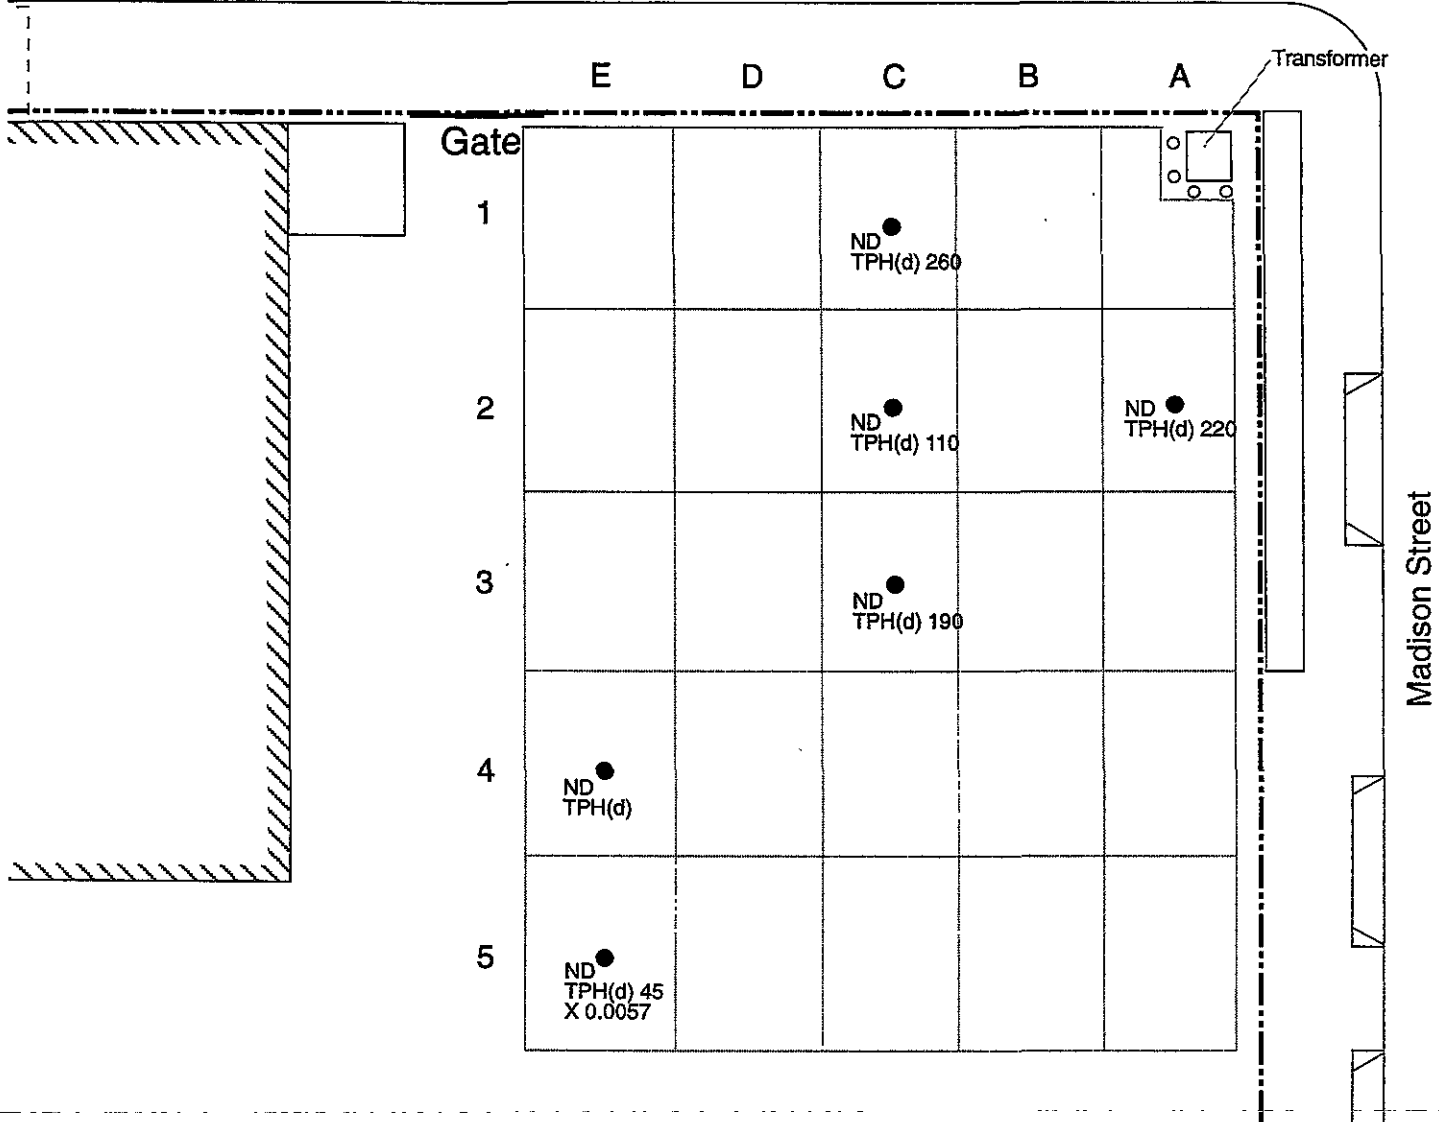 Transformer
E D C B A
Gate
1
ND
TPH(d) 260
2
ND
TPH(d) 110
ND
TPH(d) 220
3
ND
TPH(d) 190
Madison Street
4
ND
TPH(d)
5
ND
TPH(d) 45
X 0.0057